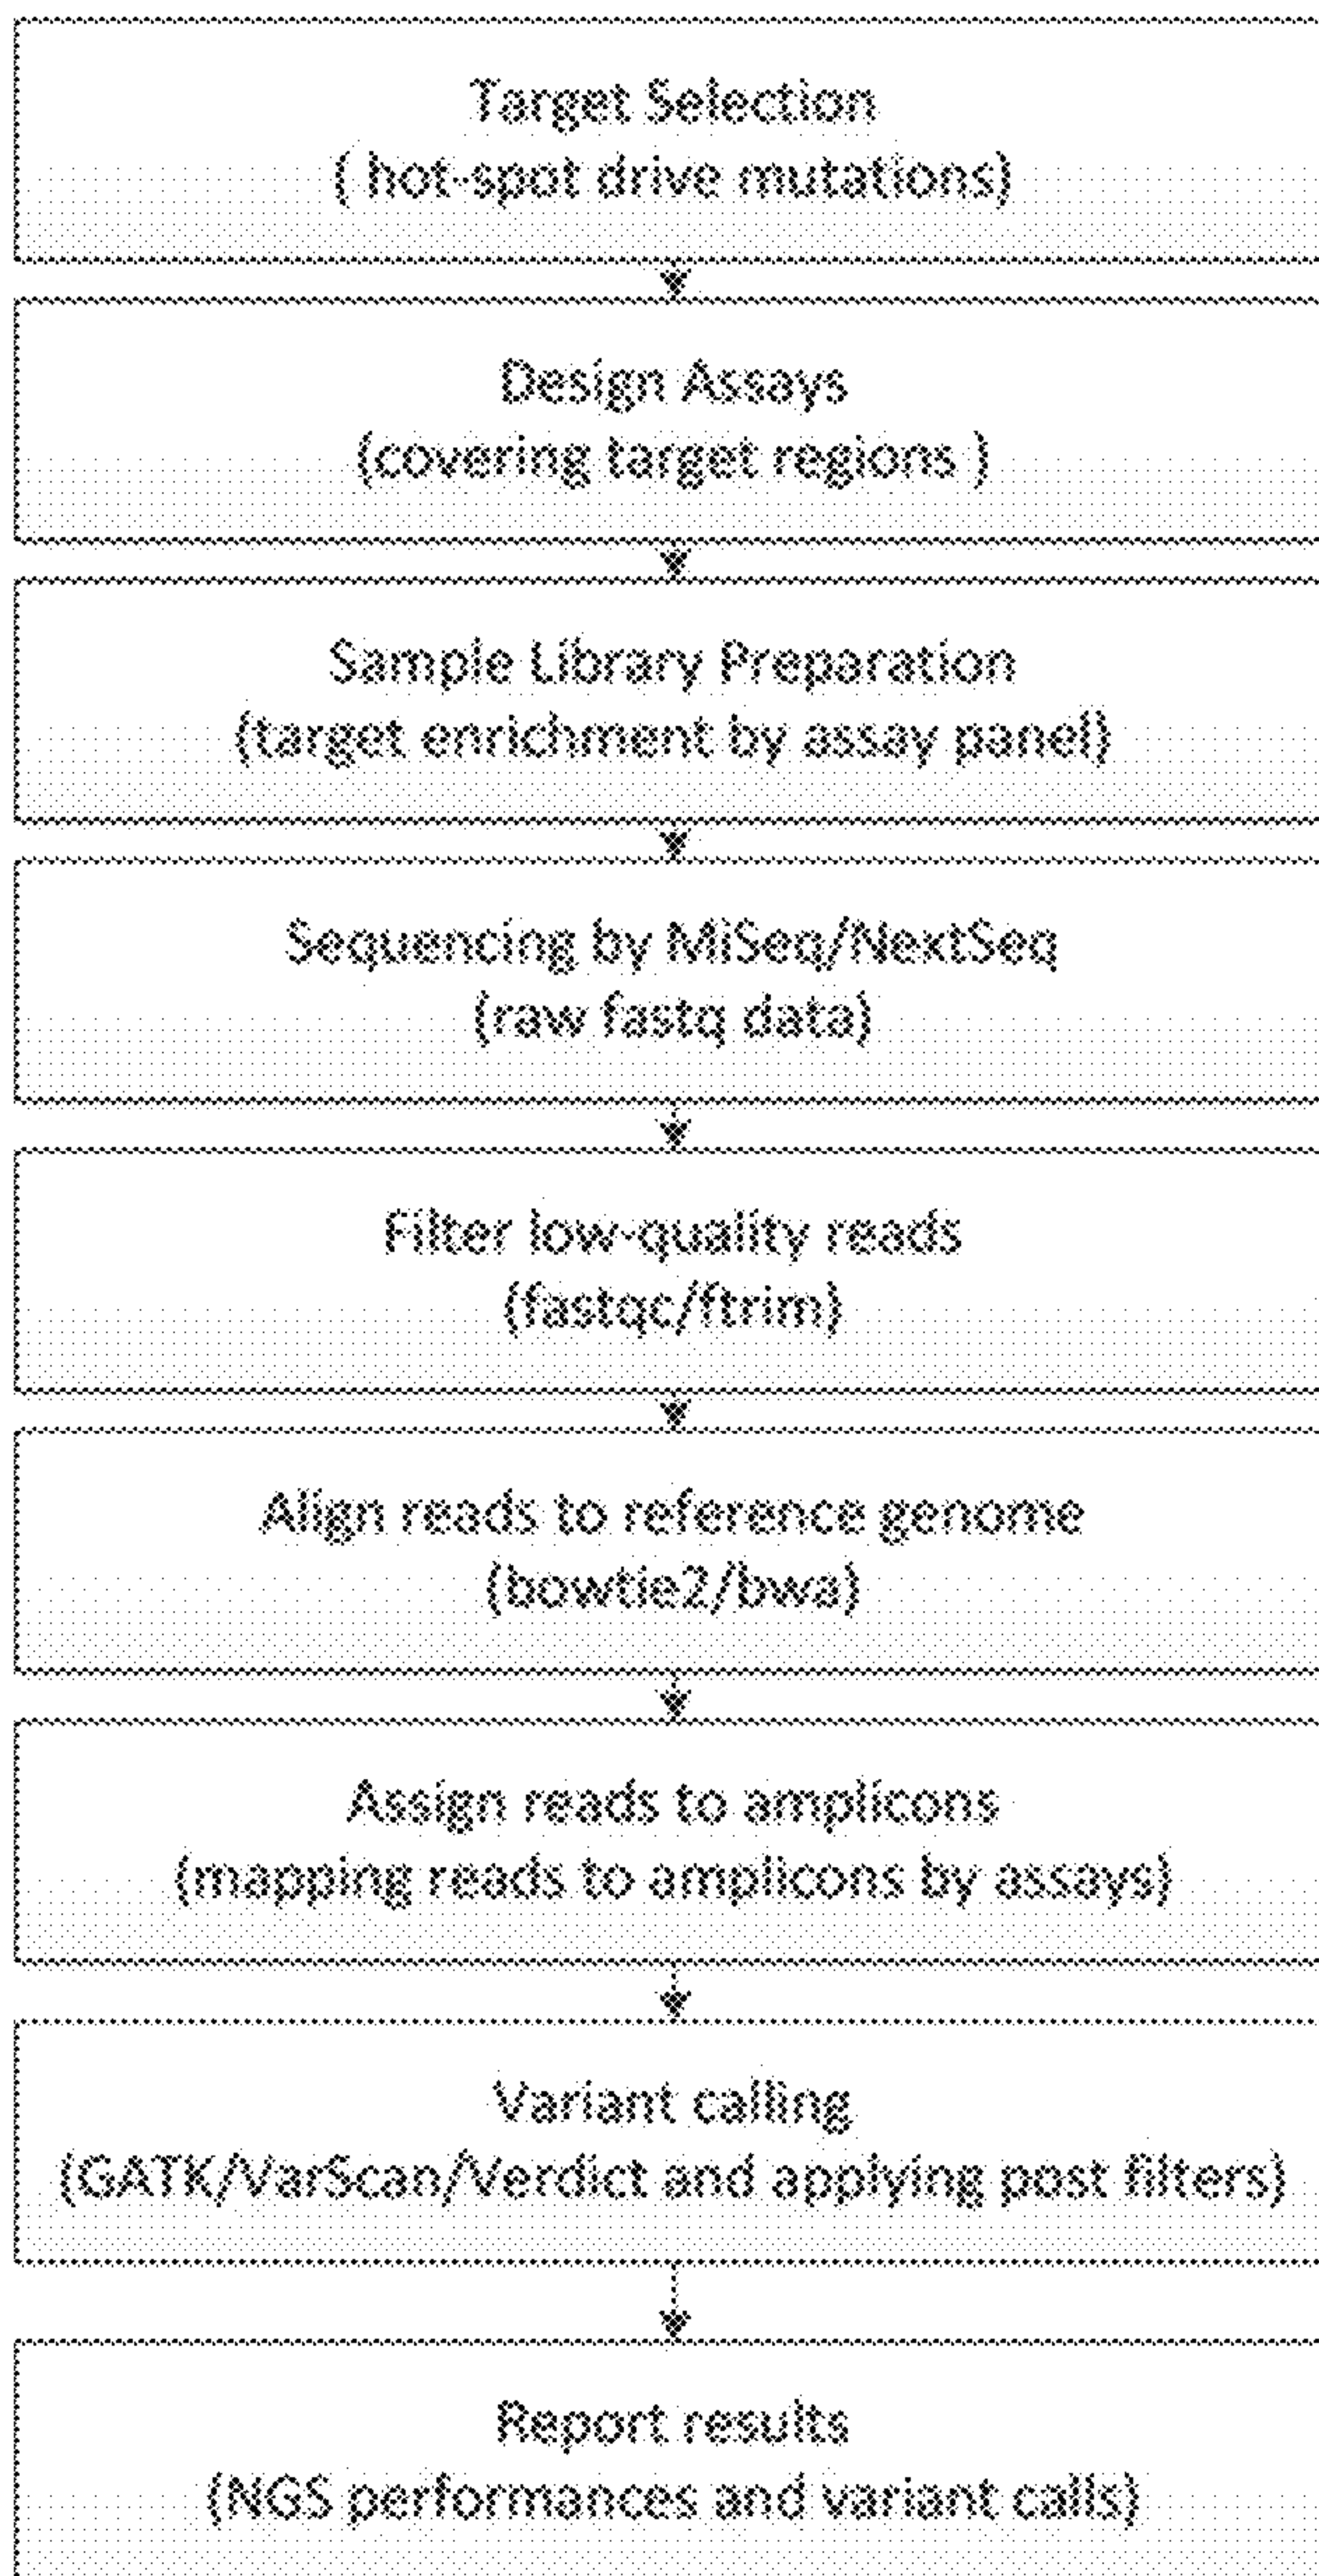 Target Selection
( hot-spot drive mutations)
Design Assays
(covering target regions )
Sample Library Preparation
(target enrichment by assay panel)
Sequencing by MiSeq/NextSeq
(raw fastq data)
Filter low-quality reads
(fastqc/ftrim)
Align reads to reference genome
(bowtie2/bwa)
Assign reads to amplicons
(mapping reads to amplicons by assays)
Variant calling
(GATK/VarScan/Verdict and applying post filters)
Report results
(NGS performances and variant calls)